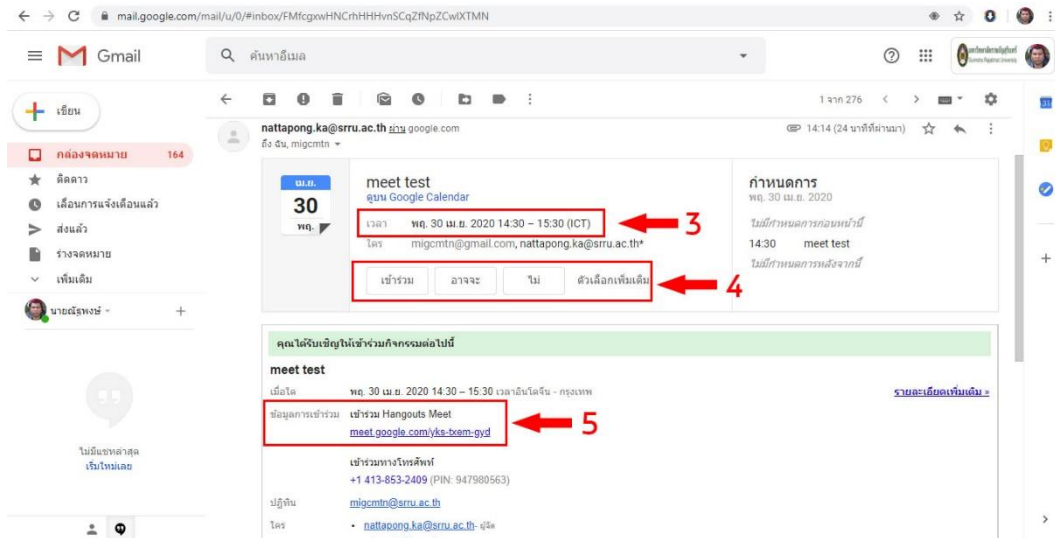 mail.google.com/mail/u/0/#inbox/FMfcgxwHNCrhHHHvnSCqZfNpZCwlXTMN
Gmail
ค้นหาอีเมล
เขียน
1 จาก 276
กล่องจดหมาย 164
ติดดาว
เลื่อนการแจ้งเตือนแล้ว
ส่งแล้ว
ร่างจดหมาย
เพิ่มเติม
นายณัฐพงษ์
ไม่มีแชทล่าสุด
เริ่มใหม่เลย
nattapong.ka@srru.ac.th ผ่าน google.com
14:14 (24 นาทีที่ผ่านมา)
ถึง ฉัน, migcmtn
เม.ย.
30
พฤ.
meet test
ดูบน Google Calendar
เวลา พฤ. 30 เม.ย. 2020 14:30 – 15:30 (ICT)
3
ใคร migcmtn@gmail.com, nattapong.ka@srru.ac.th*
เข้าร่วม อาจจะ ไม่ ตัวเลือกเพิ่มเติม
4
กำหนดการ
พฤ. 30 เม.ย. 2020
ไม่มีกำหนดการก่อนหน้านี้
14:30 meet test
ไม่มีกำหนดการหลังจากนี้
คุณได้รับเชิญให้เข้าร่วมกิจกรรมต่อไปนี้
meet test
เมื่อใด พฤ. 30 เม.ย. 2020 14:30 – 15:30 เวลาอินโดจีน - กรุงเทพ
รายละเอียดเพิ่มเติม »
ข้อมูลการเข้าร่วม เข้าร่วม Hangouts Meet
meet.google.com/yks-txem-gyd
5
เข้าร่วมทางโทรศัพท์
+1 413-853-2409 (PIN: 947980563)
ปฏิทิน migcmtn@srru.ac.th
ใคร • nattapong.ka@srru.ac.th- ผู้จัด